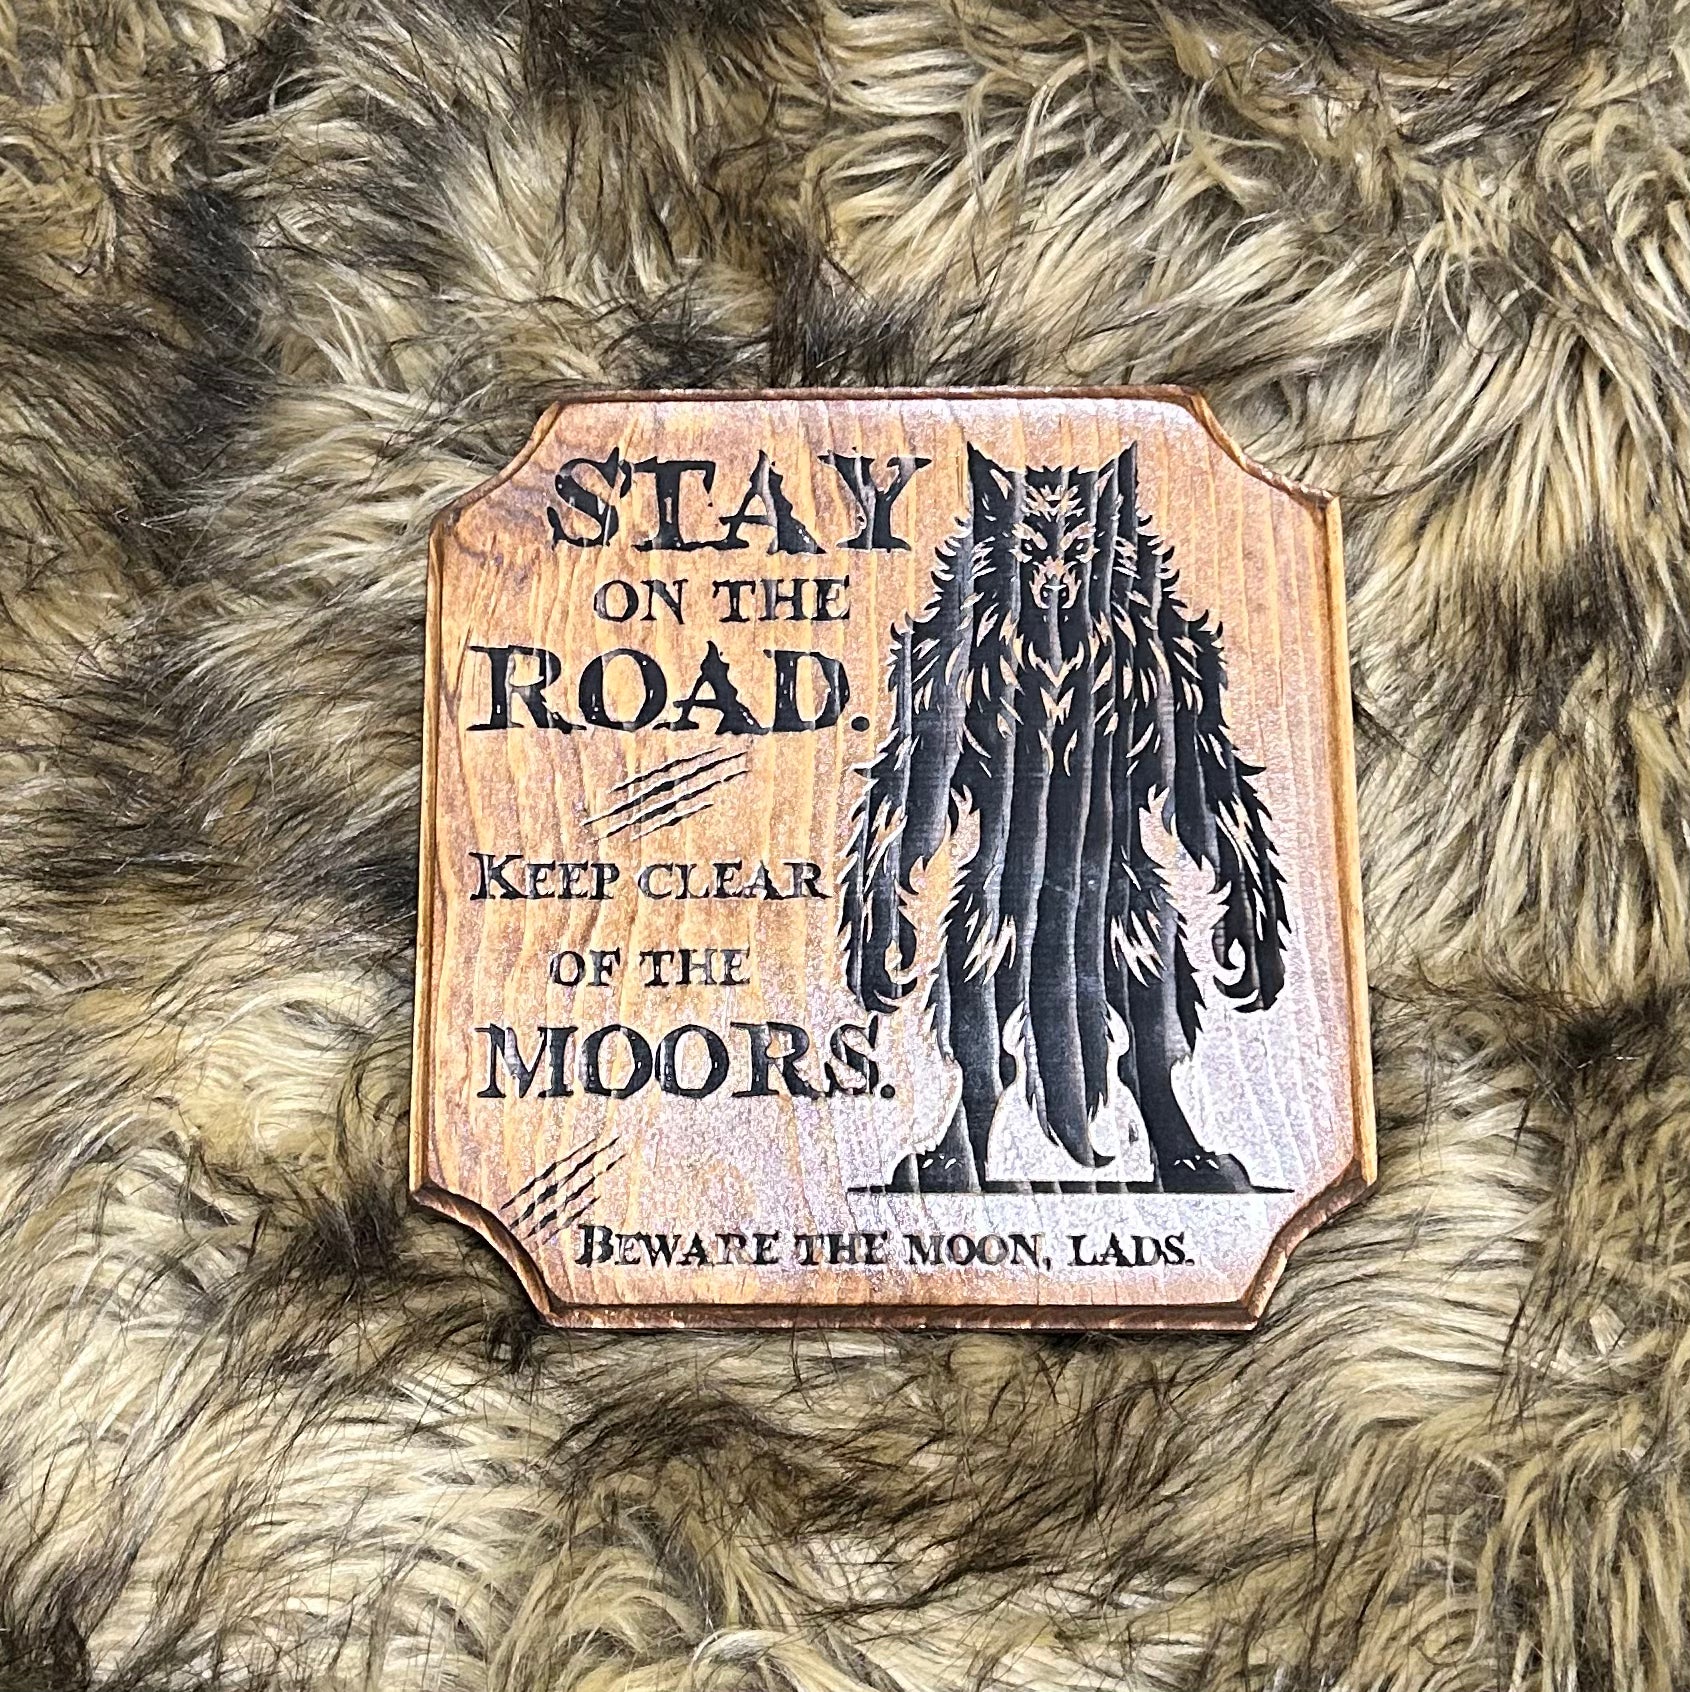 STAY
ON THE
ROAD.
KEEP CLEAR
OF THE
MOORS.
BEWARE THE MOON, LADS.